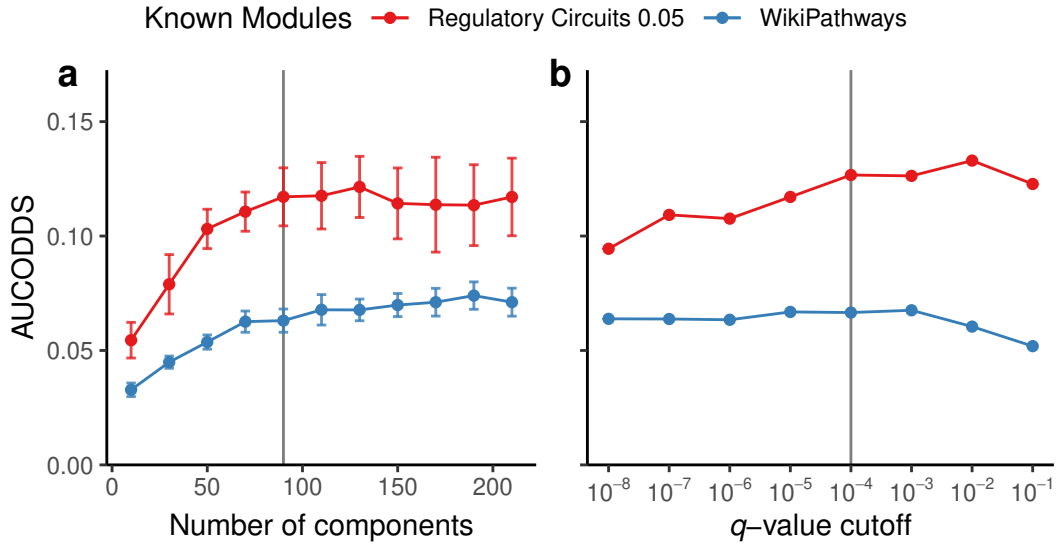 Known Modules Regulatory Circuits 0.05 WikiPathways
a b
AUCODDS
0.15
0.10
0.05
0.00
0 50 100 150 200
10⁻⁸ 10⁻⁷ 10⁻⁶ 10⁻⁵ 10⁻⁴ 10⁻³ 10⁻² 10⁻¹
Number of components
q−value cutoff